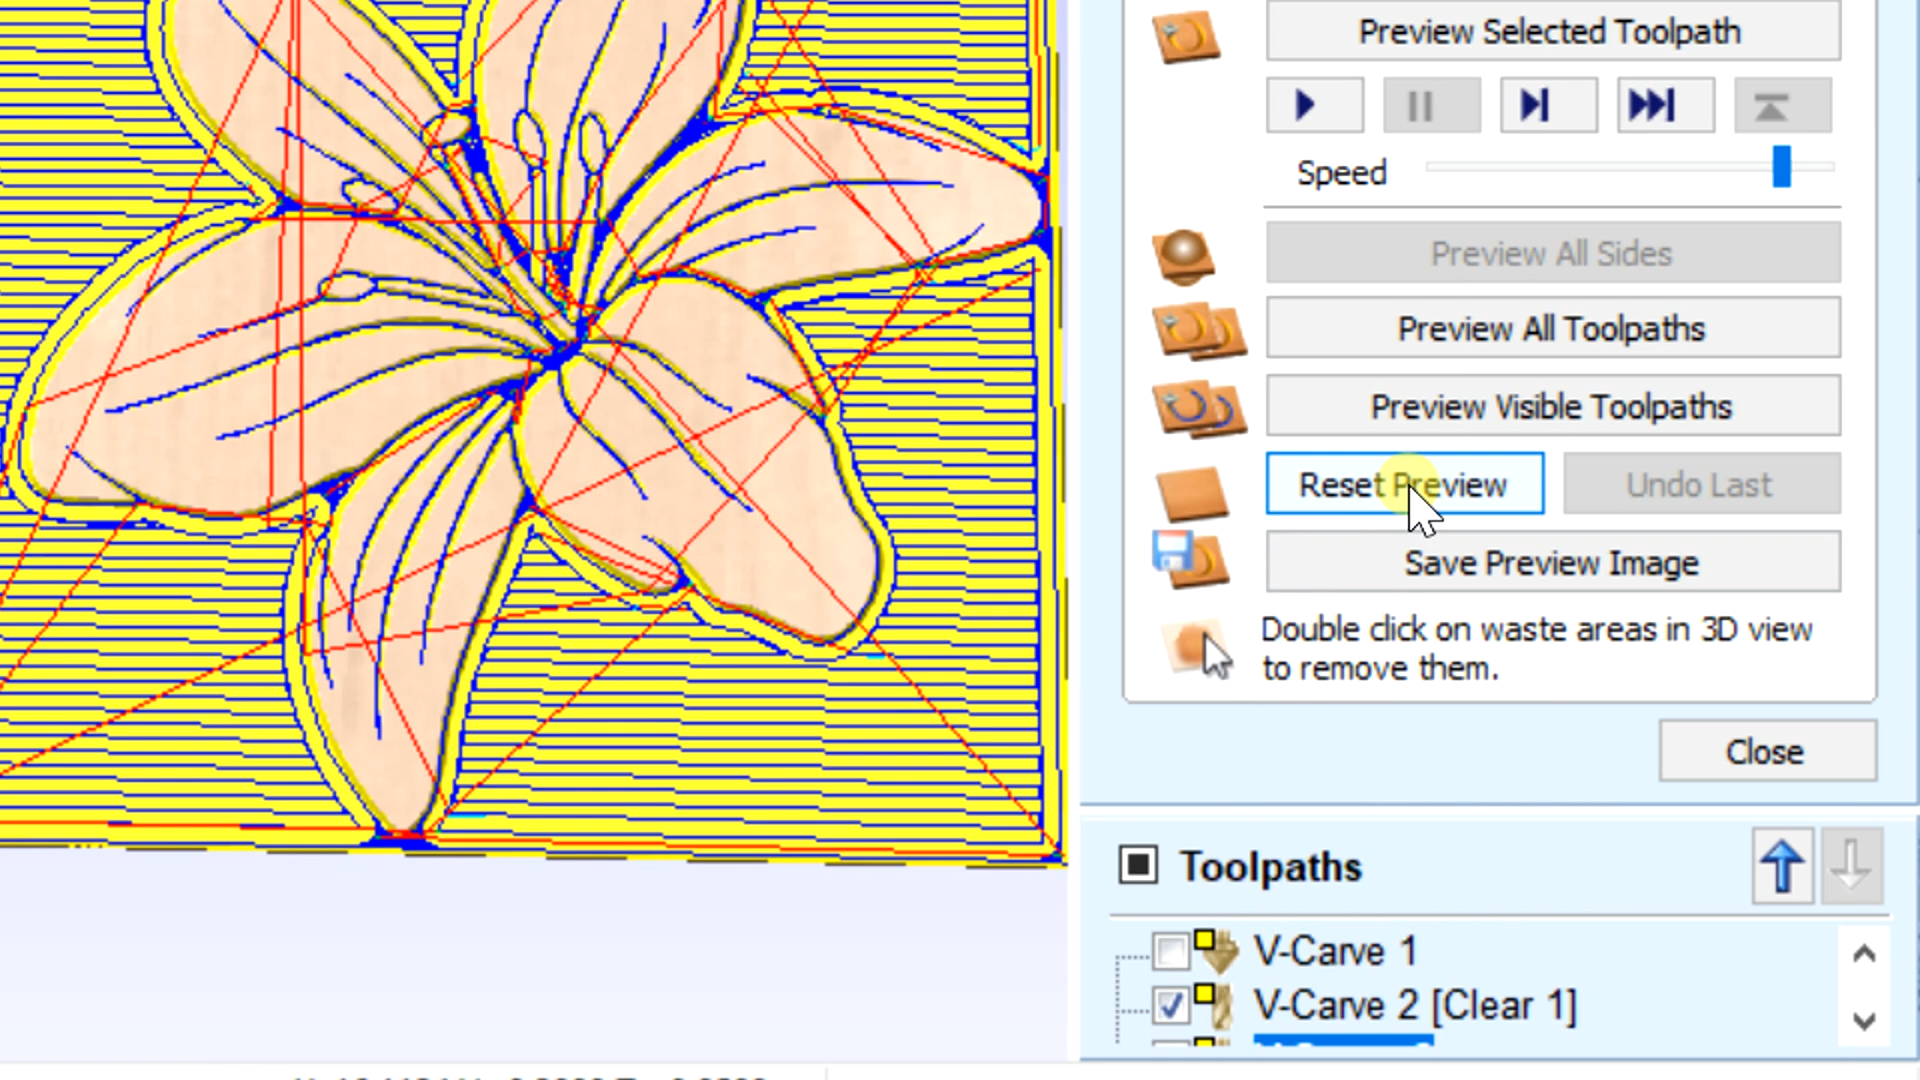 Preview Selected Toolpath
Speed
Preview All Sides
Preview All Toolpaths
Preview Visible Toolpaths
Reset Preview
Undo Last
Save Preview Image
Double click on waste areas in 3D view
to remove them.
Close
Toolpaths
V-Carve 1
V-Carve 2 [Clear 1]